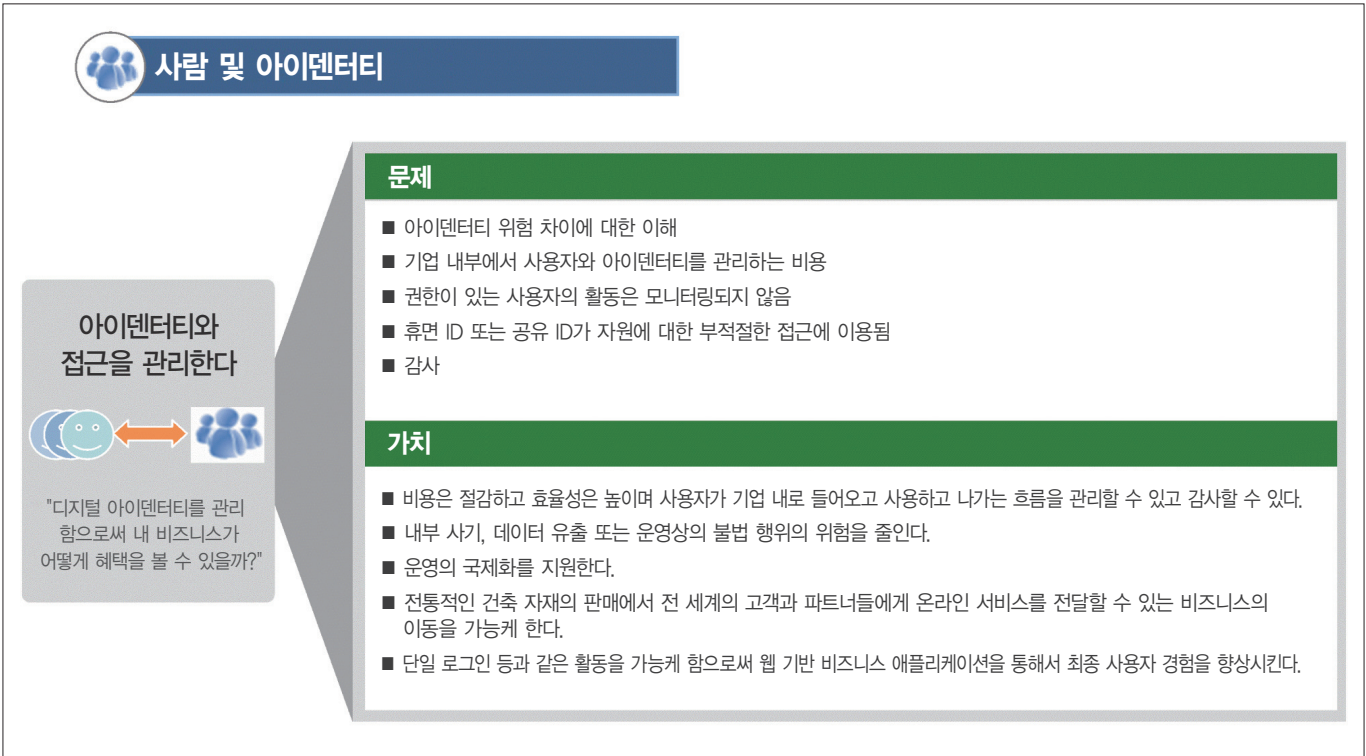 사람 및 아이덴터티
아이덴터티와
접근을 관리한다
"디지털 아이덴터티를 관리
함으로써 내 비즈니스가
어떻게 혜택을 볼 수 있을까?"
문제
■ 아이덴터티 위험 차이에 대한 이해
■ 기업 내부에서 사용자와 아이덴터티를 관리하는 비용
■ 권한이 있는 사용자의 활동은 모니터링되지 않음
■ 휴면 ID 또는 공유 ID가 자원에 대한 부적절한 접근에 이용됨
■ 감사
가치
■ 비용은 절감하고 효율성은 높이며 사용자가 기업 내로 들어오고 사용하고 나가는 흐름을 관리할 수 있고 감사할 수 있다.
■ 내부 사기, 데이터 유출 또는 운영상의 불법 행위의 위험을 줄인다.
■ 운영의 국제화를 지원한다.
■ 전통적인 건축 자재의 판매에서 전 세계의 고객과 파트너들에게 온라인 서비스를 전달할 수 있는 비즈니스의
이동을 가능케 한다.
■ 단일 로그인 등과 같은 활동을 가능케 함으로써 웹 기반 비즈니스 애플리케이션을 통해서 최종 사용자 경험을 향상시킨다.